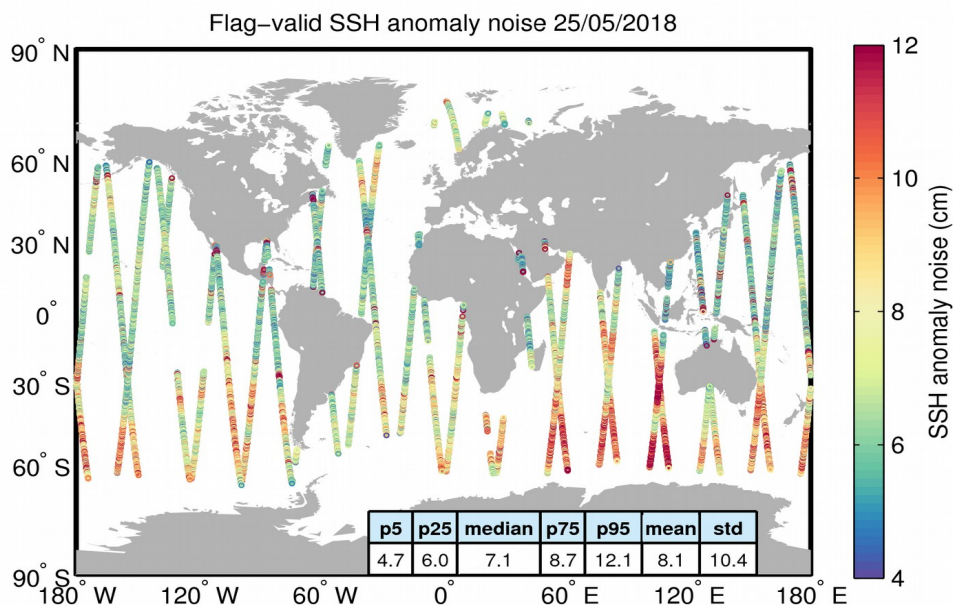 Flag−valid SSH anomaly noise 25/05/2018
90° N
60° N
30° N
0°
30° S
60° S
90° S
180° W
120° W
60° W
0°
60° E
120° E
180° E
p5 p25 median p75 p95 mean std
4.7 6.0 7.1 8.7 12.1 8.1 10.4
12
10
8
6
4
SSH anomaly noise (cm)